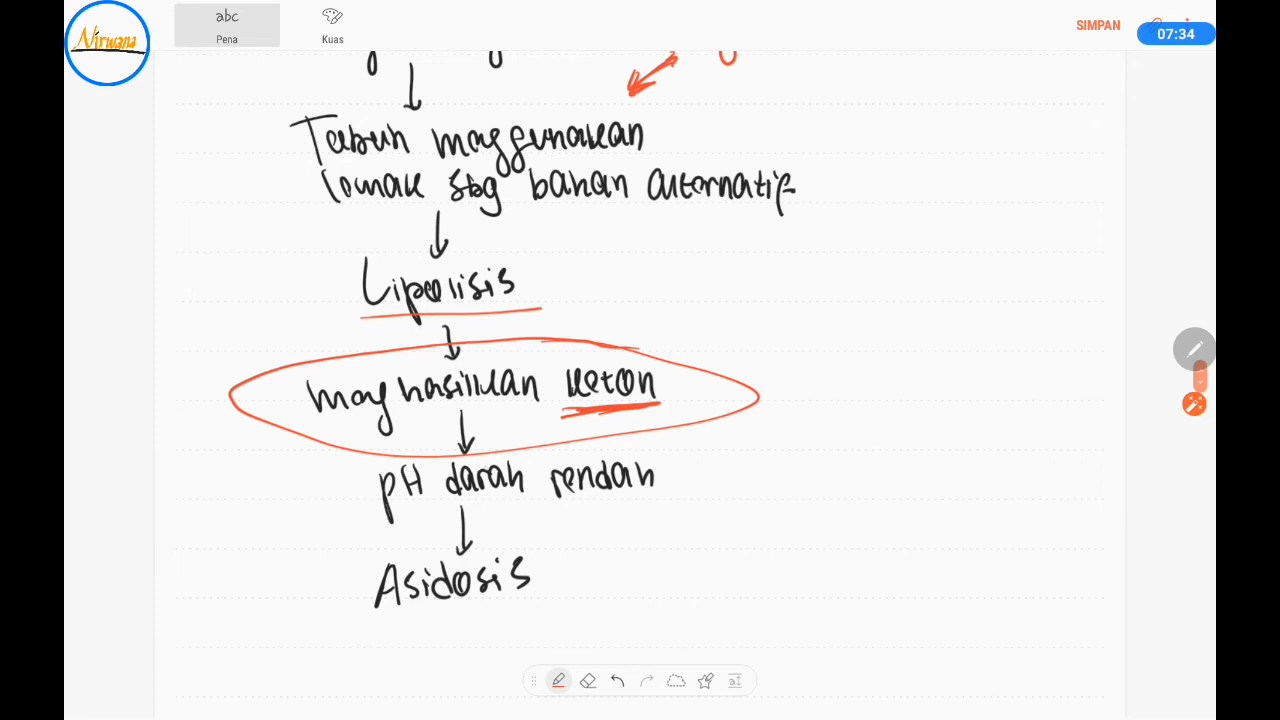 Nirwana
abc
Pena
Kuas
SIMPAN
07:34
Tubuh menggunakan
lemak sbg bahan alternatif
Lipolisis
menghasilkan keton
pH darah rendah
Asidosis